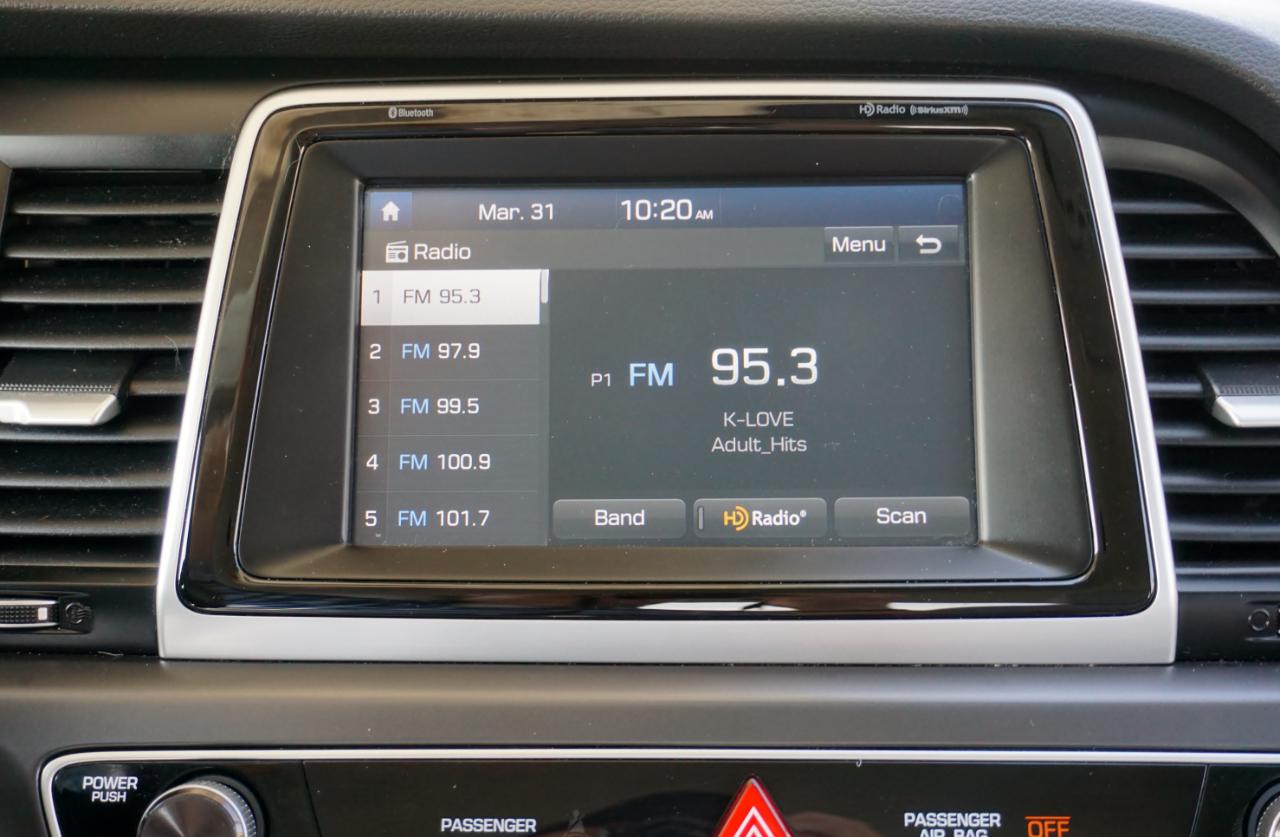 Bluetooth
HD Radio ((SiriusXM))
Mar. 31 10:20 AM
Radio Menu
1 FM 95.3
2 FM 97.9
3 FM 99.5
4 FM 100.9
5 FM 101.7
P1 FM 95.3
K-LOVE
Adult_Hits
Band HD Radio® Scan
POWER
PUSH
PASSENGER
PASSENGER
AIR BAG OFF